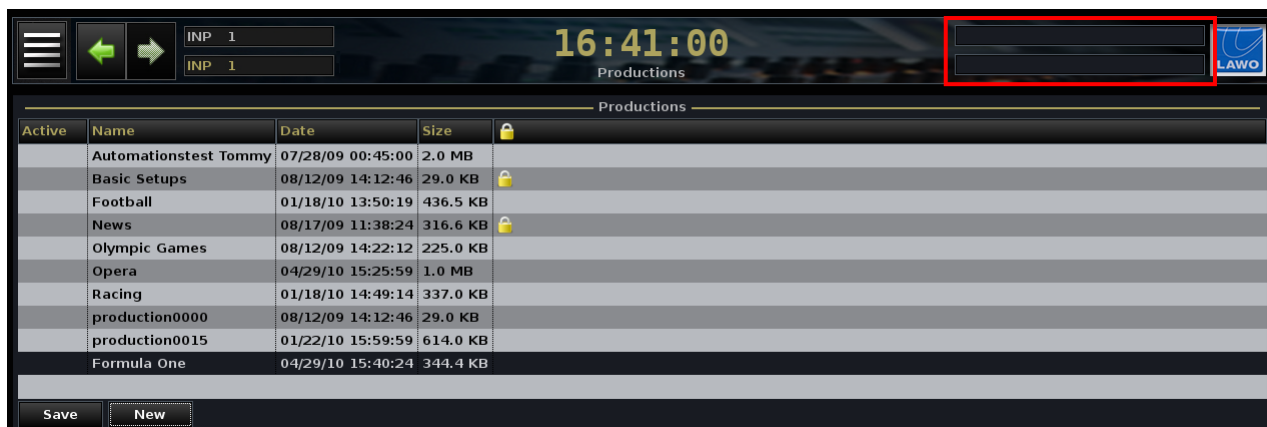 INP 1
INP 1
16:41:00
Productions
LAWO
Productions
Active Name Date Size
Automationstest Tommy 07/28/09 00:45:00 2.0 MB
Basic Setups 08/12/09 14:12:46 29.0 KB
Football 01/18/10 13:50:19 436.5 KB
News 08/17/09 11:38:24 316.6 KB
Olympic Games 08/12/09 14:22:12 225.0 KB
Opera 04/29/10 15:25:59 1.0 MB
Racing 01/18/10 14:49:14 337.0 KB
production0000 08/12/09 14:12:46 29.0 KB
production0015 01/22/10 15:59:59 614.0 KB
Formula One 04/29/10 15:40:24 344.4 KB
Save New